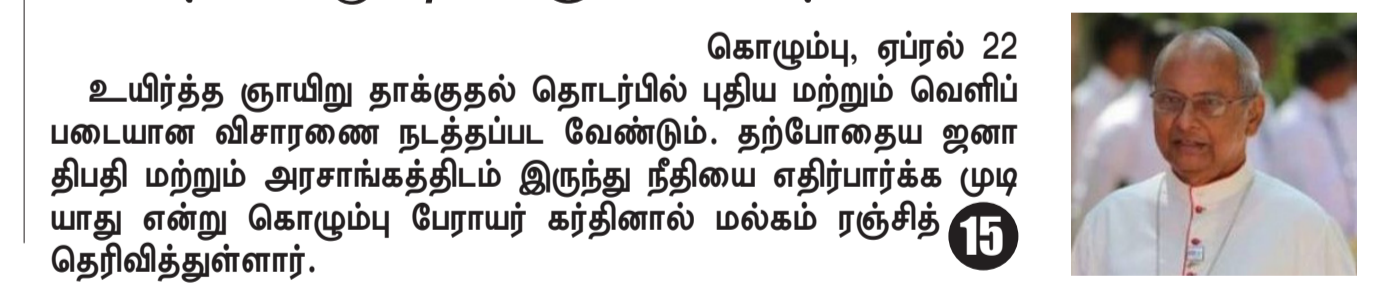 கொழும்பு, ஏப்ரல் 22
உயிர்த்த ஞாயிறு தாக்குதல் தொடர்பில் புதிய மற்றும் வெளிப்
படையான விசாரணை நடத்தப்பட வேண்டும். தற்போதைய ஜனா
திபதி மற்றும் அரசாங்கத்திடம் இருந்து நீதியை எதிர்பார்க்க முடி
யாது என்று கொழும்பு பேராயர் கர்தினால் மல்கம் ரஞ்சித் 15
தெரிவித்துள்ளார்.